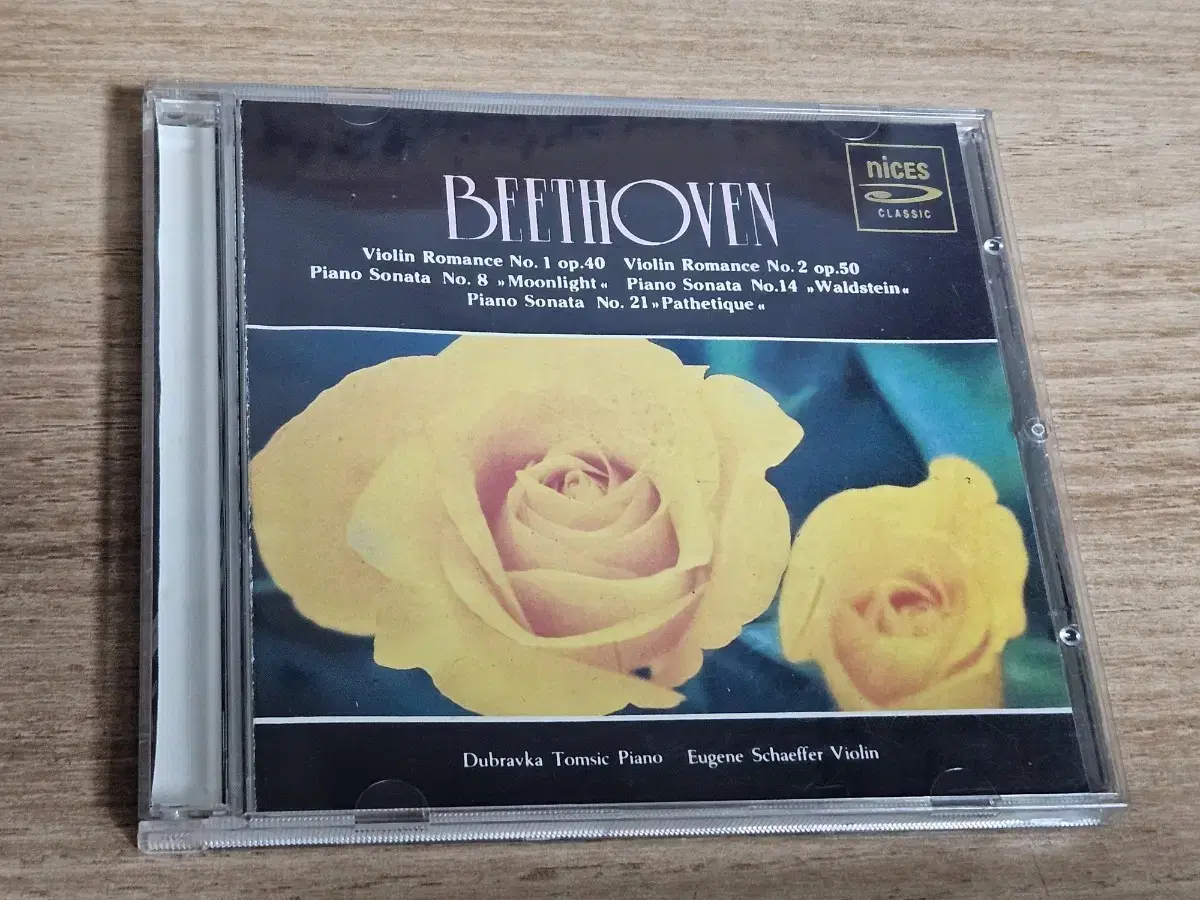 nices
CLASSIC
BEETHOVEN
Violin Romance No. 1 op.40 Violin Romance No. 2 op.50
Piano Sonata No. 8 »Moonlight« Piano Sonata No.14 »Waldstein«
Piano Sonata No. 21 »Pathetique«
Dubravka Tomsic Piano Eugene Schaeffer Violin